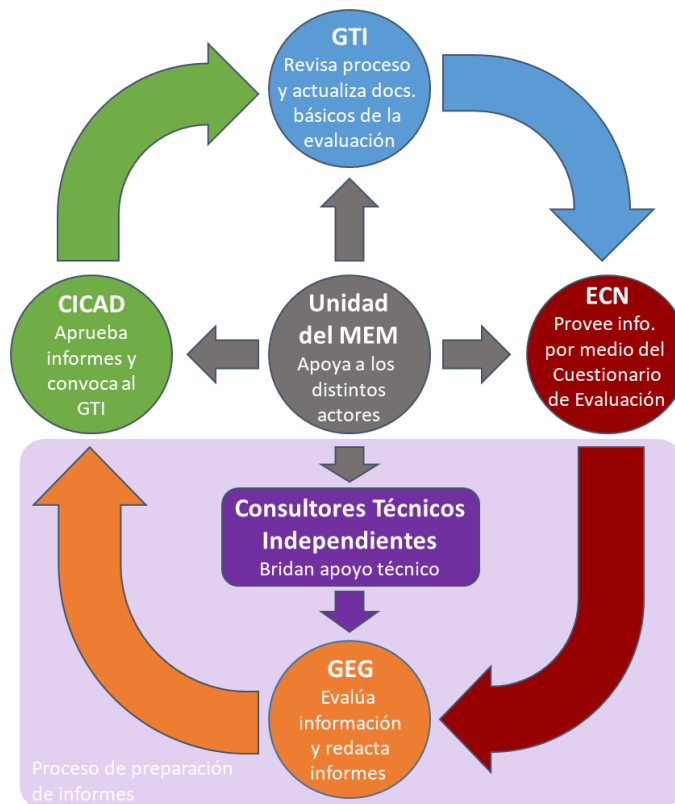 GTI
Revisa proceso
y actualiza docs.
básicos de la
evaluación
CICAD
Aprueba
informes y
convoca al
GTI
Unidad
del MEM
Apoya a los
distintos
actores
ECN
Provee info.
por medio del
Cuestionario
de Evaluación
Consultores Técnicos
Independientes
Bridan apoyo técnico
GEG
Evalúa
información
y redacta
informes
Proceso de preparación
de informes